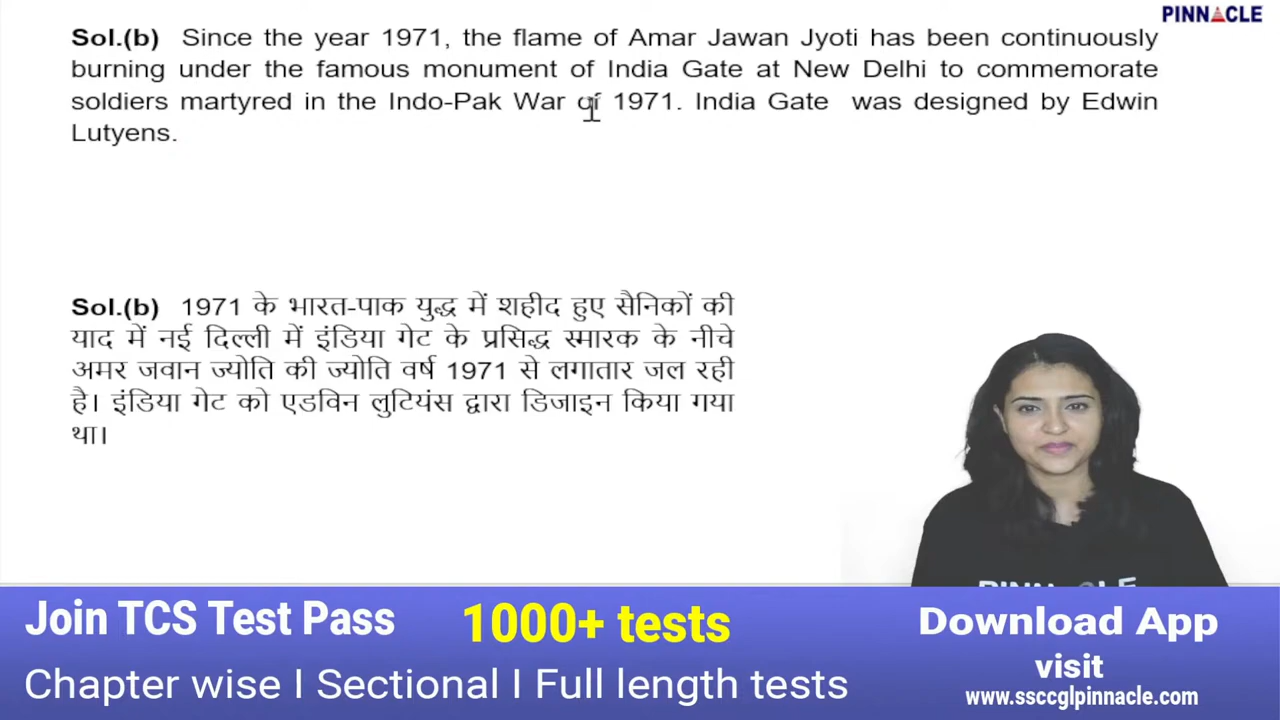 PINNACLE
Sol.(b) Since the year 1971, the flame of Amar Jawan Jyoti has been continuously
burning under the famous monument of India Gate at New Delhi to commemorate
soldiers martyred in the Indo-Pak War of 1971. India Gate was designed by Edwin
Lutyens.
Sol.(b) 1971 के भारत-पाक युद्ध में शहीद हुए सैनिकों की
याद में नई दिल्ली में इंडिया गेट के प्रसिद्ध स्मारक के नीचे
अमर जवान ज्योति की ज्योति वर्ष 1971 से लगातार जल रही
है। इंडिया गेट को एडविन लुटियंस द्वारा डिजाइन किया गया
था।
PINNACLE
Join TCS Test Pass
1000+ tests
Chapter wise I Sectional I Full length tests
Download App
visit
www.ssccglpinnacle.com